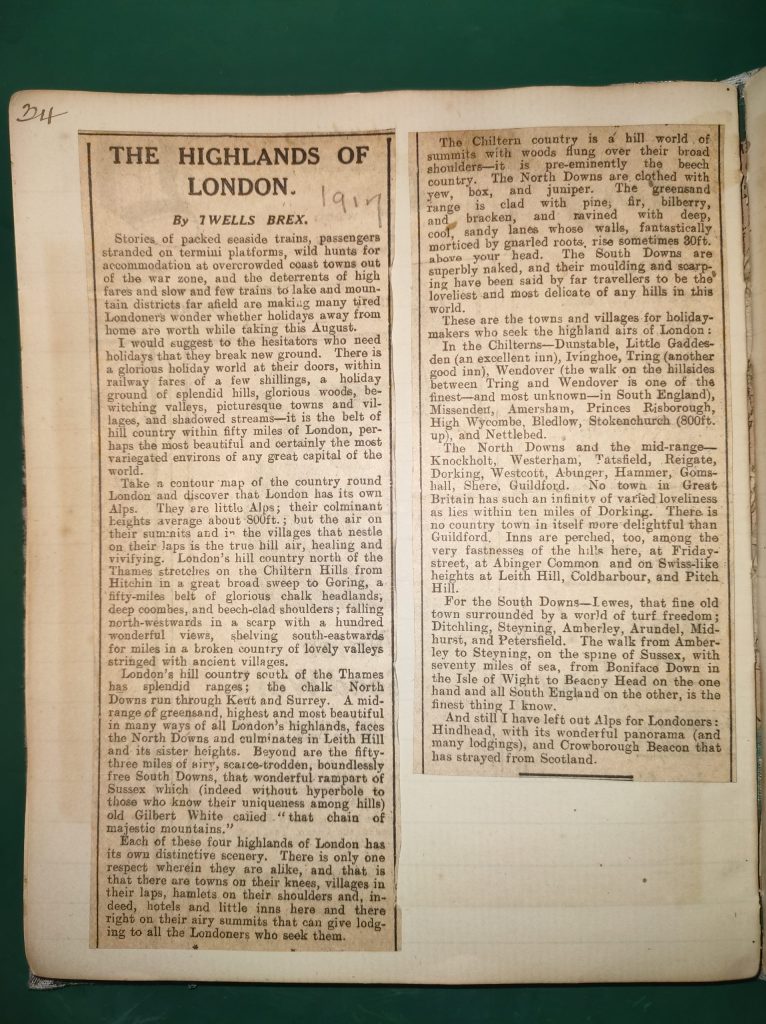 324
THE HIGHLANDS OF
LONDON.
1917
By TWELLS BREX.
Stories of packed seaside trains, passengers
stranded on termini platforms, wild hunts for
accommodation at overcrowded coast towns out
of the war zone, and the deterrents of high
fares and slow and few trains to lake and moun-
tain districts far afield are making many tired
Londoners wonder whether holidays away from
home are worth while taking this August.
I would suggest to the hesitators who need
holidays that they break new ground. There is
a glorious holiday world at their doors, within
railway fares of a few shillings, a holiday
ground of splendid hills, glorious woods, be-
witching valleys, picturesque towns and vil-
lages, and shadowed streams—it is the belt of
hill country within fifty miles of London, per-
haps the most beautiful and certainly the most
variegated environs of any great capital of the
world.
Take a contour map of the country round
London and discover that London has its own
Alps. They are little Alps; their colminant
heights average about 800ft.; but the air on
their summits and in the villages that nestle
on their laps is the true hill air, healing and
vivifying. London's hill country north of the
Thames stretches on the Chiltern Hills from
Hitchin in a great broad sweep to Goring, a
fifty-miles belt of glorious chalk headlands,
deep coombes, and beech-clad shoulders; falling
north-westwards in a scarp with a hundred
wonderful views, shelving south-eastwards
for miles in a broken country of lovely valleys
stringed with ancient villages.
London's hill country south of the Thames
has splendid ranges; the chalk North
Downs run through Kent and Surrey. A mid-
range of greensand, highest and most beautiful
in many ways of all London's highlands, faces
the North Downs and culminates in Leith Hill
and its sister heights. Beyond are the fifty-
three miles of airy, scarce-trodden, boundlessly
free South Downs, that wonderful rampart of
Sussex which (indeed without hyperbole to
those who know their uniqueness among hills)
old Gilbert White called "that chain of
majestic mountains."
Each of these four highlands of London has
its own distinctive scenery. There is only one
respect wherein they are alike, and that is
that there are towns on their knees, villages in
their laps, hamlets on their shoulders and, in-
deed, hotels and little inns here and there
right on their airy summits that can give lodg-
ing to all the Londoners who seek them.
The Chiltern country is a hill world of
summits with woods flung over their broad
shoulders—it is pre-eminently the beech
country. The North Downs are clothed with
yew, box, and juniper. The greensand
range is clad with pine, fir, bilberry,
and bracken, and ravined with deep,
cool, sandy lanes whose walls, fantastically
morticed by gnarled roots, rise sometimes 30ft.
above your head. The South Downs are
superbly naked, and their moulding and scarp-
ing have been said by far travellers to be the
loveliest and most delicate of any hills in this
world.
These are the towns and villages for holiday-
makers who seek the highland airs of London:
In the Chilterns—Dunstable, Little Gaddes-
den (an excellent inn), Ivinghoe, Tring (another
good inn), Wendover (the walk on the hillsides
between Tring and Wendover is one of the
finest—and most unknown—in South England),
Missenden, Amersham, Princes Risborough,
High Wycombe, Bledlow, Stokenchurch (800ft.
up), and Nettlebed.
The North Downs and the mid-range—
Knockholt, Westerham, Tatsfield, Reigate,
Dorking, Westcott, Abinger, Hammer, Goms-
hall, Shere, Guildford. No town in Great
Britain has such an infinity of varied loveliness
as lies within ten miles of Dorking. There is
no country town in itself more delightful than
Guildford. Inns are perched, too, among the
very fastnesses of the hills here, at Friday-
street, at Abinger Common and on Swiss-like
heights at Leith Hill, Coldharbour, and Pitch
Hill.
For the South Downs—Lewes, that fine old
town surrounded by a world of turf freedom;
Ditchling, Steyning, Amberley, Arundel, Mid-
hurst, and Petersfield. The walk from Amber-
ley to Steyning, on the spine of Sussex, with
seventy miles of sea, from Boniface Down in
the Isle of Wight to Beachy Head on the one
hand and all South England on the other, is the
finest thing I know.
And still I have left out Alps for Londoners:
Hindhead, with its wonderful panorama (and
many lodgings), and Crowborough Beacon that
has strayed from Scotland.